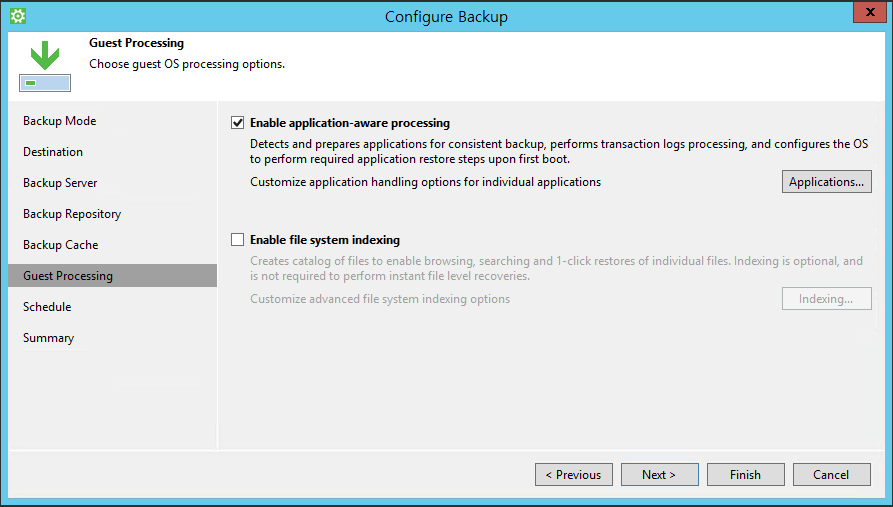 Configure Backup
x
Guest Processing
Choose guest OS processing options.
Backup Mode
Destination
Backup Server
Backup Repository
Backup Cache
Guest Processing
Schedule
Summary
Enable application-aware processing
Detects and prepares applications for consistent backup, performs transaction logs processing, and configures the OS
to perform required application restore steps upon first boot.
Customize application handling options for individual applications
Applications...
Enable file system indexing
Creates catalog of files to enable browsing, searching and 1-click restores of individual files. Indexing is optional, and
is not required to perform instant file level recoveries.
Customize advanced file system indexing options
Indexing...
< Previous
Next >
Finish
Cancel